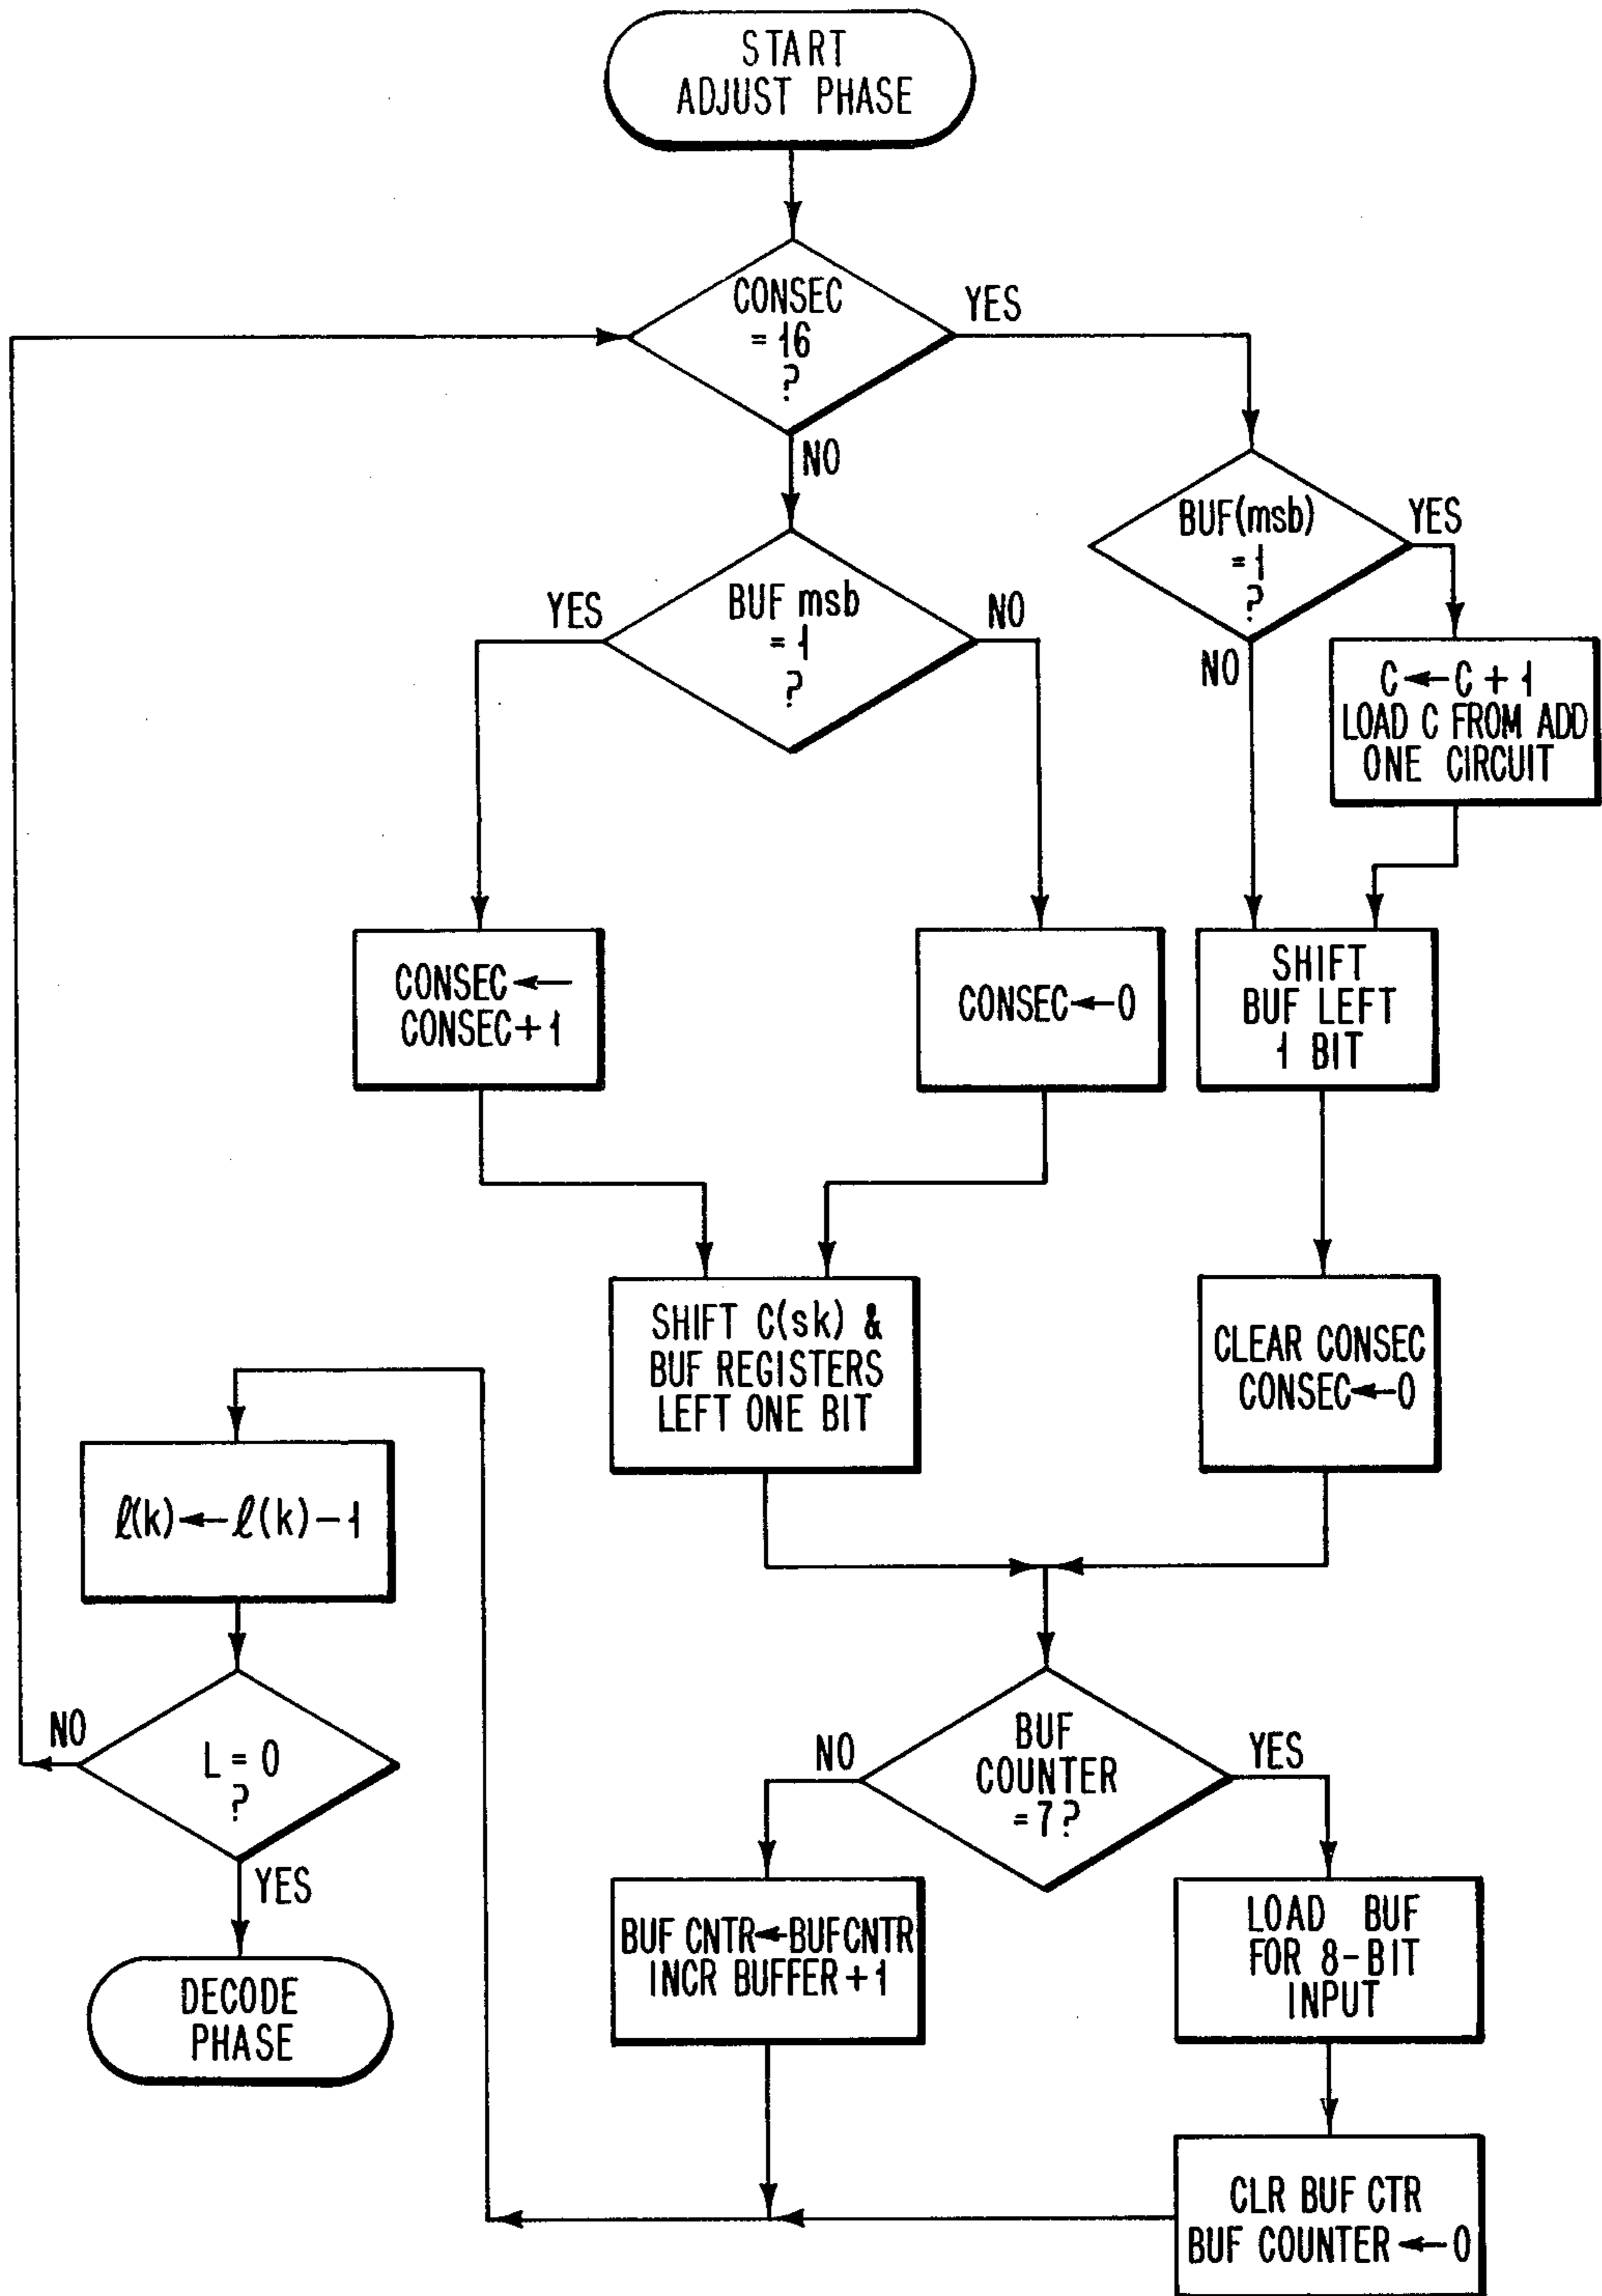 START
ADJUST PHASE
CONSEC
= 16
?
YES
NO
BUF(msb)
= 1
?
YES
NO
BUF msb
= 1
?
YES
NO
C ← C + 1
LOAD C FROM ADD
ONE CIRCUIT
CONSEC ←
CONSEC + 1
CONSEC ← 0
SHIFT
BUF LEFT
1 BIT
SHIFT C(sk) &
BUF REGISTERS
LEFT ONE BIT
CLEAR CONSEC
CONSEC ← 0
ℓ(k) ← ℓ(k) – 1
L = 0
?
NO
YES
DECODE
PHASE
BUF
COUNTER
= 7?
NO
YES
BUF CNTR ← BUFCNTR
INCR BUFFER + 1
LOAD BUF
FOR 8-BIT
INPUT
CLR BUF CTR
BUF COUNTER ← 0